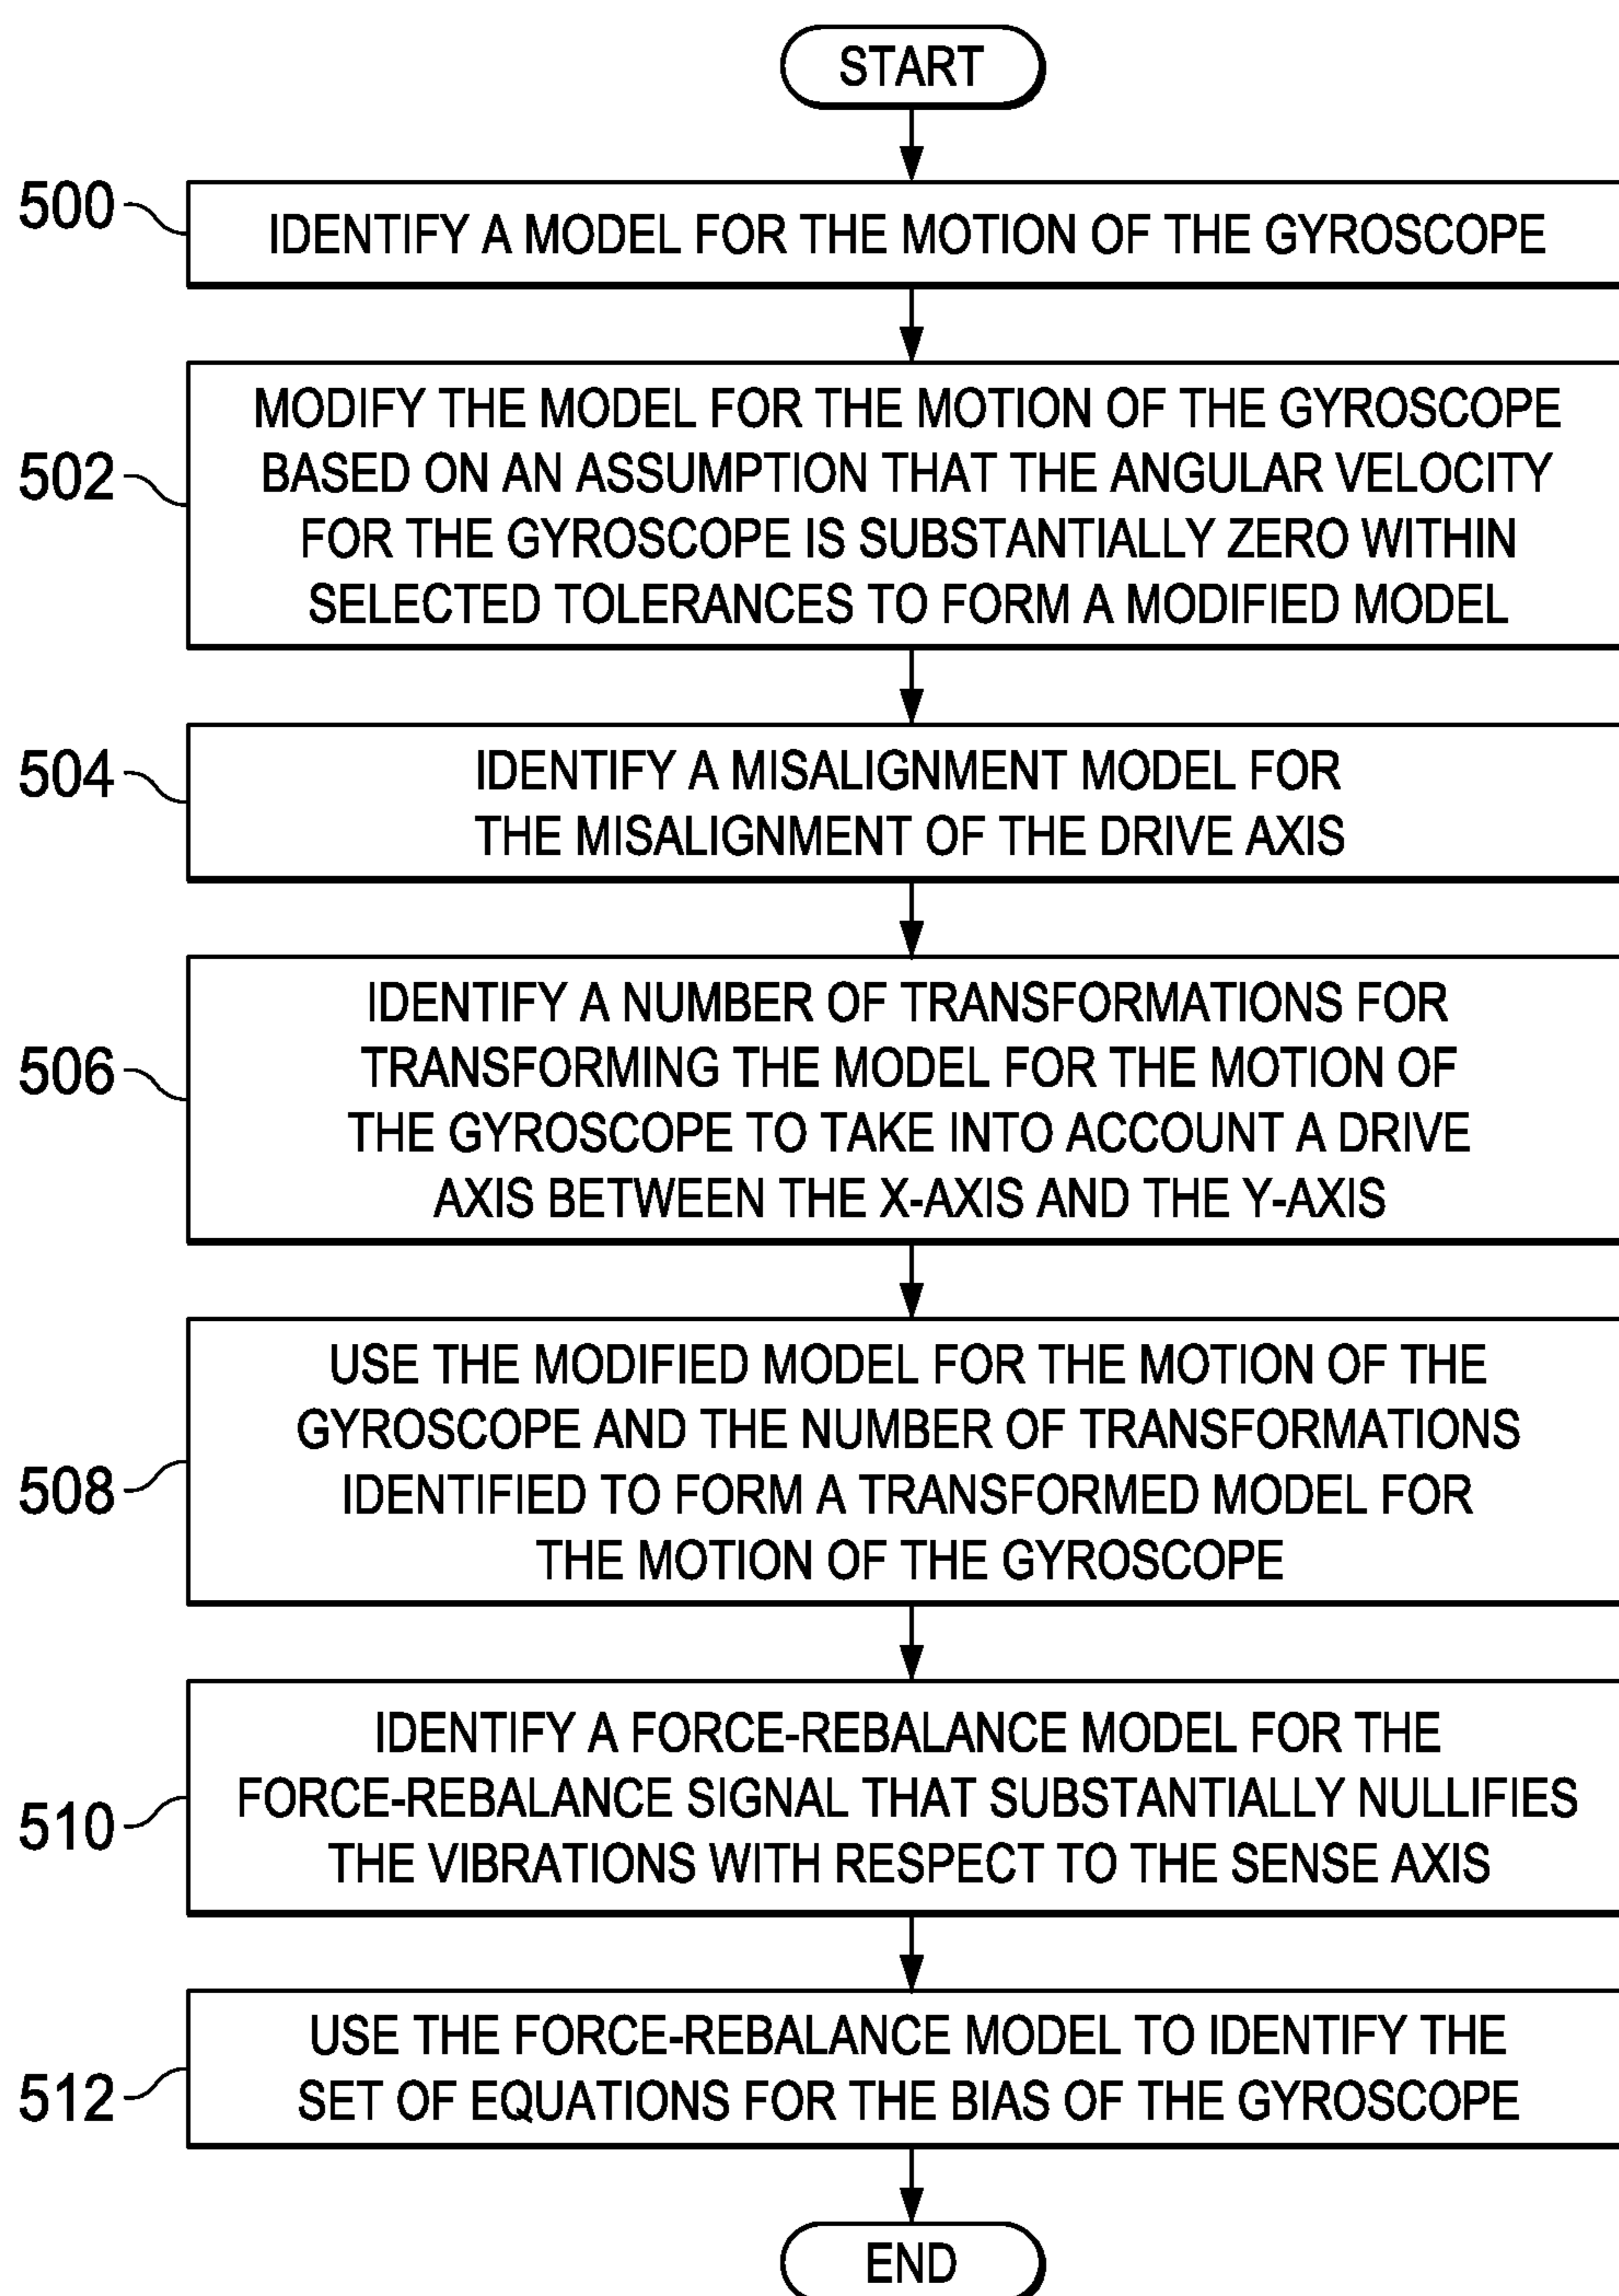 START
500
IDENTIFY A MODEL FOR THE MOTION OF THE GYROSCOPE
502
MODIFY THE MODEL FOR THE MOTION OF THE GYROSCOPE
BASED ON AN ASSUMPTION THAT THE ANGULAR VELOCITY
FOR THE GYROSCOPE IS SUBSTANTIALLY ZERO WITHIN
SELECTED TOLERANCES TO FORM A MODIFIED MODEL
504
IDENTIFY A MISALIGNMENT MODEL FOR
THE MISALIGNMENT OF THE DRIVE AXIS
506
IDENTIFY A NUMBER OF TRANSFORMATIONS FOR
TRANSFORMING THE MODEL FOR THE MOTION OF
THE GYROSCOPE TO TAKE INTO ACCOUNT A DRIVE
AXIS BETWEEN THE X-AXIS AND THE Y-AXIS
508
USE THE MODIFIED MODEL FOR THE MOTION OF THE
GYROSCOPE AND THE NUMBER OF TRANSFORMATIONS
IDENTIFIED TO FORM A TRANSFORMED MODEL FOR
THE MOTION OF THE GYROSCOPE
510
IDENTIFY A FORCE-REBALANCE MODEL FOR THE
FORCE-REBALANCE SIGNAL THAT SUBSTANTIALLY NULLIFIES
THE VIBRATIONS WITH RESPECT TO THE SENSE AXIS
512
USE THE FORCE-REBALANCE MODEL TO IDENTIFY THE
SET OF EQUATIONS FOR THE BIAS OF THE GYROSCOPE
END